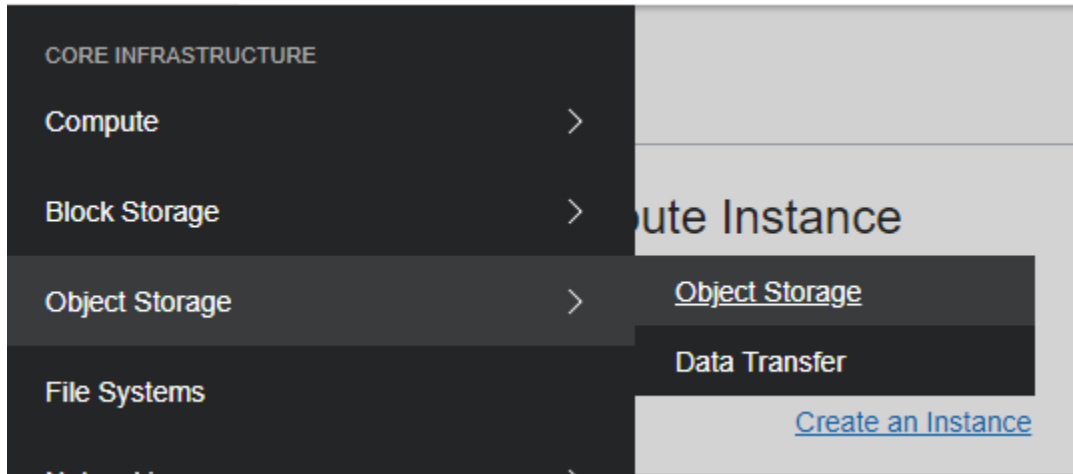 CORE INFRASTRUCTURE
Compute
Block Storage
ute Instance
Object Storage
Object Storage
Data Transfer
File Systems
Create an Instance